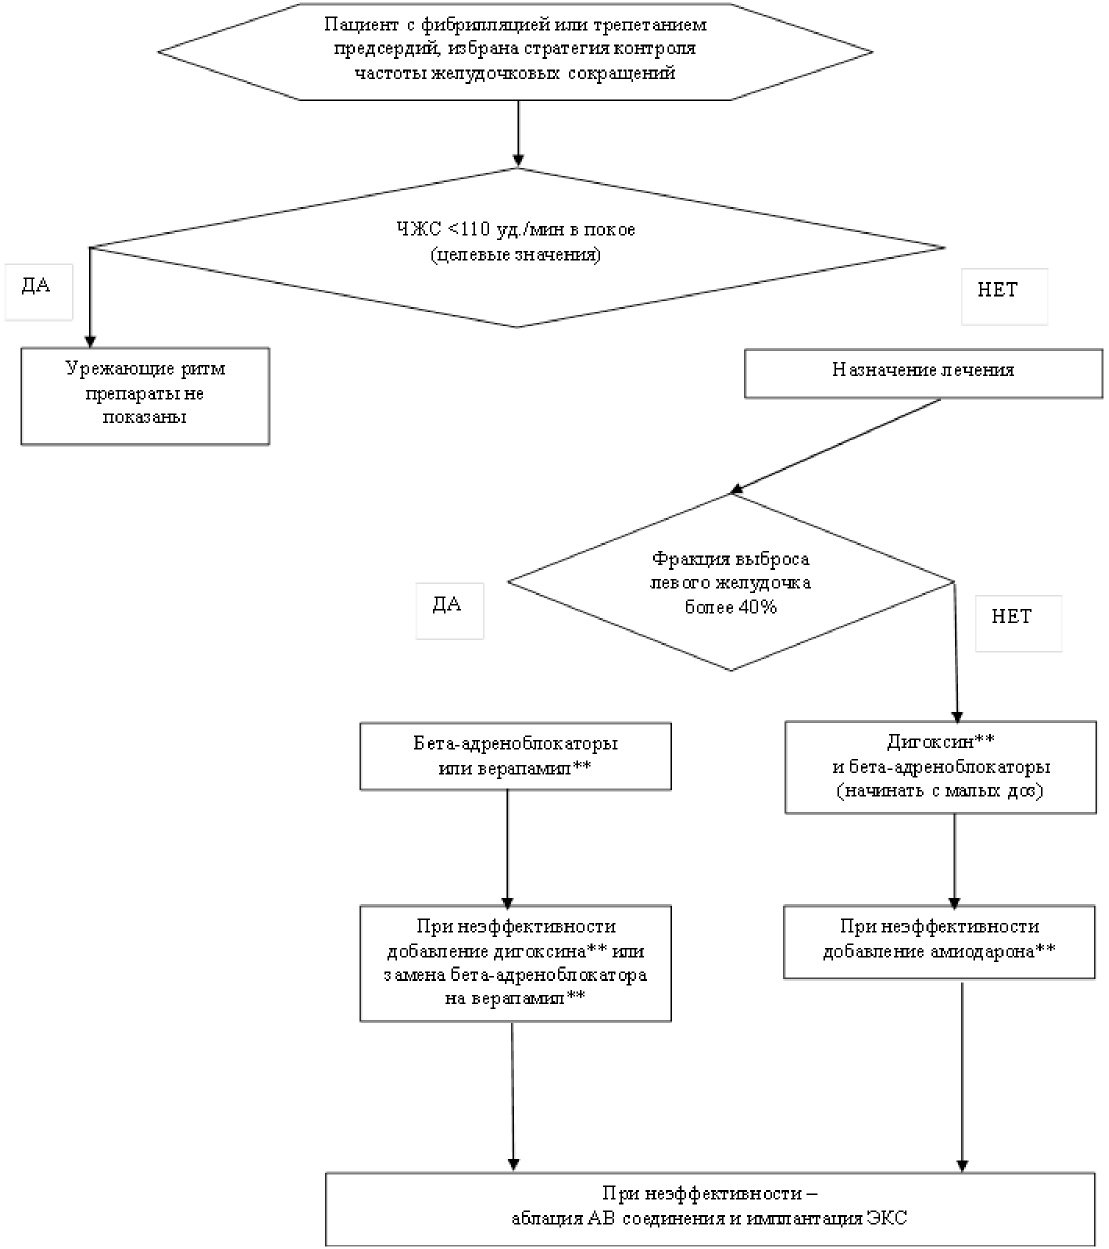 Пациент с фибрилляцией или трепетанием
предсердий, избрана стратегия контроля
частоты желудочковых сокращений
ЧЖС <110 уд./мин в покое
(целевые значения)
ДА
НЕТ
Урежающие ритм
препараты не
показаны
Назначение лечения
Фракция выброса
левого желудочка
более 40%
ДА
НЕТ
Бета-адреноблокаторы
или верапамил**
Дигоксин**
и бета-адреноблокаторы
(начинать с малых доз)
При неэффективности
добавление дигоксина** или
замена бета-адреноблокатора
на верапамил**
При неэффективности
добавление амиодарона**
При неэффективности –
аблация АВ соединения и имплантация ЭКС